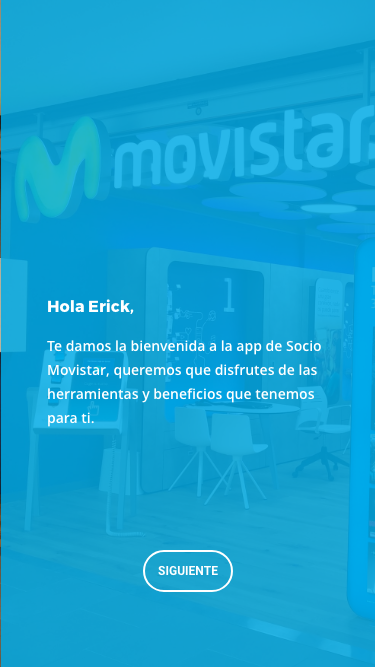 movistar
1
Hola Erick,
Te damos la bienvenida a la app de Socio
Movistar, queremos que disfrutes de las
herramientas y beneficios que tenemos
para ti.
SIGUIENTE